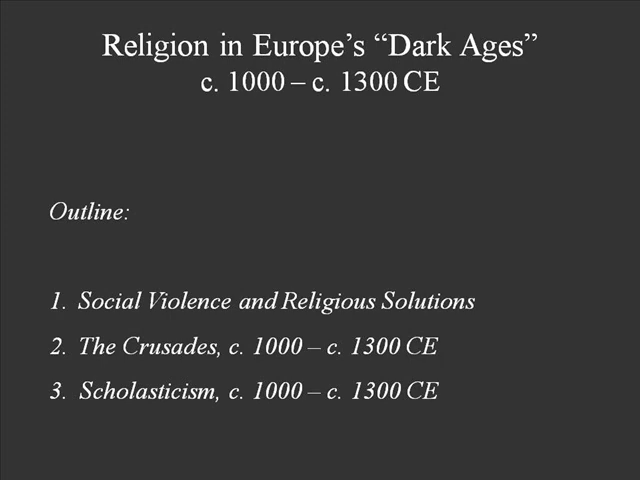 Religion in Europe’s “Dark Ages”
c. 1000 – c. 1300 CE
Outline:
1. Social Violence and Religious Solutions
2. The Crusades, c. 1000 – c. 1300 CE
3. Scholasticism, c. 1000 – c. 1300 CE